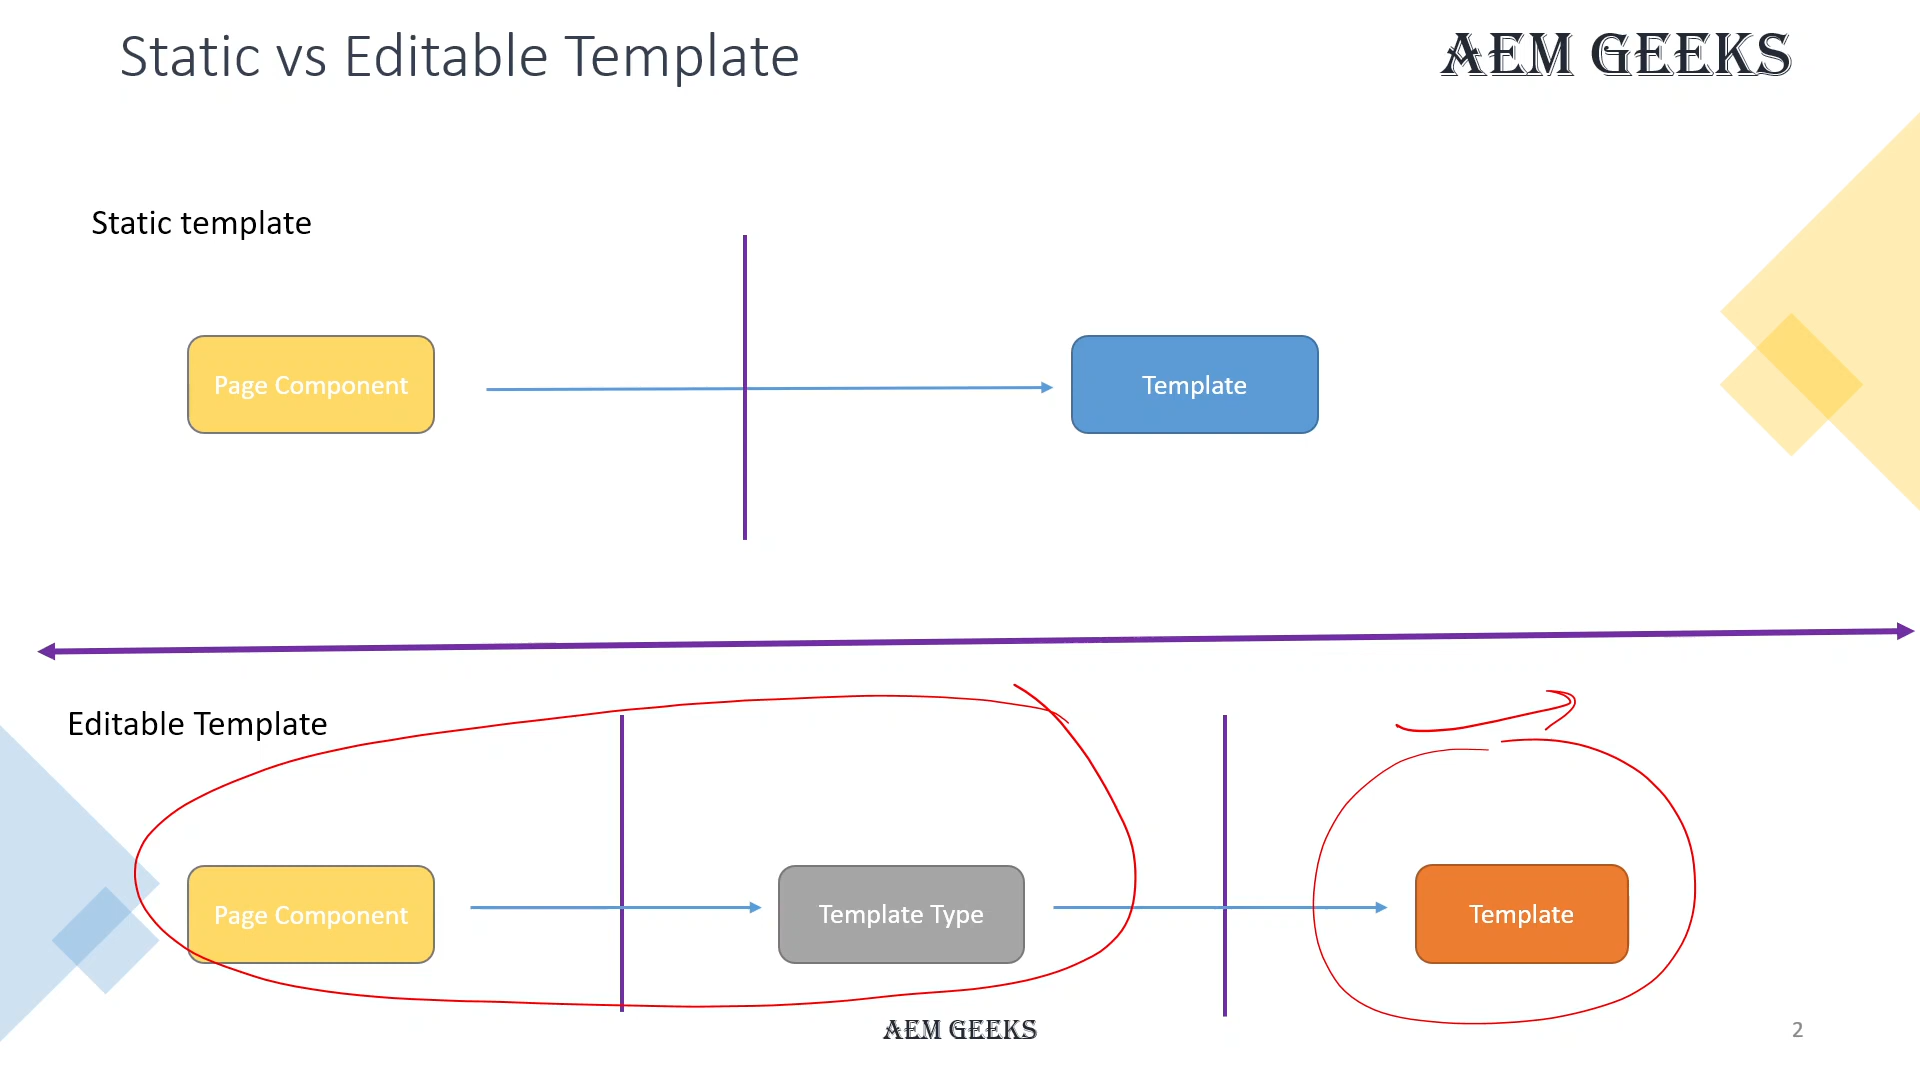 Static vs Editable Template
AEM GEEKS
Static template
Page Component
Template
Editable Template
Page Component
Template Type
Template
AEM GEEKS
2